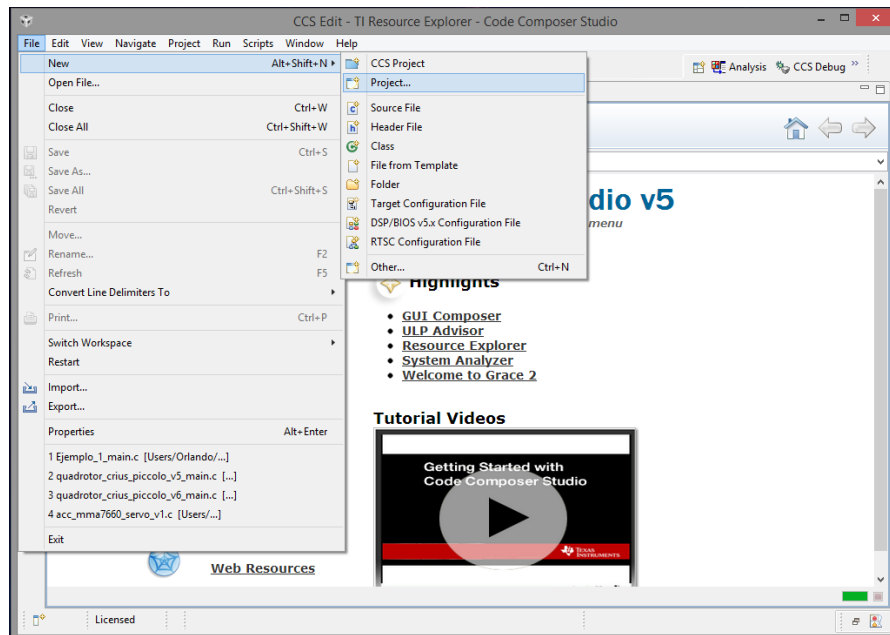 CCS Edit - TI Resource Explorer - Code Composer Studio
File Edit View Navigate Project Run Scripts Window Help
New Alt+Shift+N
Open File...
Close Ctrl+W
Close All Ctrl+Shift+W
Save Ctrl+S
Save As...
Save All Ctrl+Shift+S
Revert
Move...
Rename... F2
Refresh F5
Convert Line Delimiters To
Print... Ctrl+P
Switch Workspace
Restart
Import...
Export...
Properties Alt+Enter
1 Ejemplo_1_main.c [Users/Orlando/...]
2 quadrotor_crius_piccolo_v5_main.c [...]
3 quadrotor_crius_piccolo_v6_main.c [...]
4 acc_mma7660_servo_v1.c [Users/...]
Exit
CCS Project
Project...
Source File
Header File
Class
File from Template
Folder
Target Configuration File
DSP/BIOS v5.x Configuration File
RTSC Configuration File
Other... Ctrl+N
Analysis CCS Debug »
dio v5
menu
Highlights
GUI Composer
ULP Advisor
Resource Explorer
System Analyzer
Welcome to Grace 2
Tutorial Videos
Getting Started with
Code Composer Studio
TEXAS
INSTRUMENTS
Web Resources
Licensed